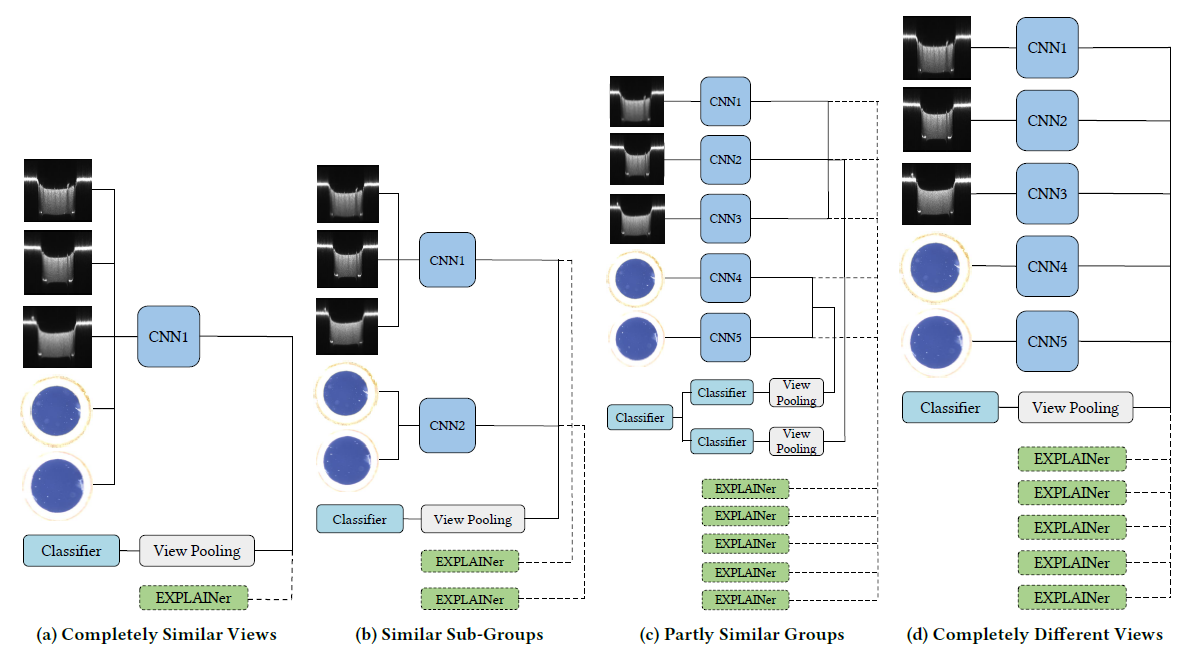 CNN1
Classifier
View Pooling
EXPLAINer
(a) Completely Similar Views
CNN1
CNN2
Classifier
View Pooling
EXPLAINer
EXPLAINer
(b) Similar Sub-Groups
CNN1
CNN2
CNN3
CNN4
CNN5
Classifier
View
Pooling
Classifier
Classifier
View
Pooling
EXPLAINer
EXPLAINer
EXPLAINer
EXPLAINer
EXPLAINer
(c) Partly Similar Groups
CNN1
CNN2
CNN3
CNN4
CNN5
Classifier
View Pooling
EXPLAINer
EXPLAINer
EXPLAINer
EXPLAINer
EXPLAINer
(d) Completely Different Views